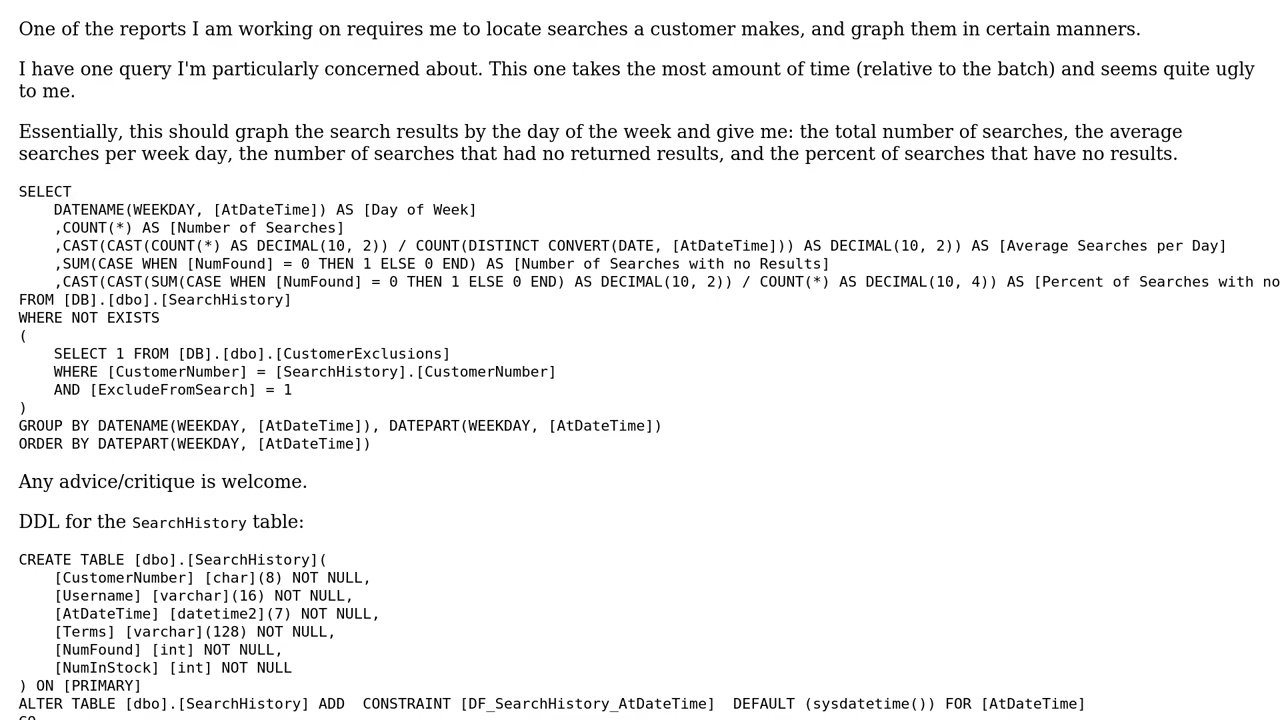 One of the reports I am working on requires me to locate searches a customer makes, and graph them in certain manners.
I have one query I'm particularly concerned about. This one takes the most amount of time (relative to the batch) and seems quite ugly
to me.
Essentially, this should graph the search results by the day of the week and give me: the total number of searches, the average
searches per week day, the number of searches that had no returned results, and the percent of searches that have no results.
SELECT
    DATENAME(WEEKDAY, [AtDateTime]) AS [Day of Week]
    ,COUNT(*) AS [Number of Searches]
    ,CAST(CAST(COUNT(*) AS DECIMAL(10, 2)) / COUNT(DISTINCT CONVERT(DATE, [AtDateTime])) AS DECIMAL(10, 2)) AS [Average Searches per Day]
    ,SUM(CASE WHEN [NumFound] = 0 THEN 1 ELSE 0 END) AS [Number of Searches with no Results]
    ,CAST(CAST(SUM(CASE WHEN [NumFound] = 0 THEN 1 ELSE 0 END) AS DECIMAL(10, 2)) / COUNT(*) AS DECIMAL(10, 4)) AS [Percent of Searches with no
FROM [DB].[dbo].[SearchHistory]
WHERE NOT EXISTS
(
    SELECT 1 FROM [DB].[dbo].[CustomerExclusions]
    WHERE [CustomerNumber] = [SearchHistory].[CustomerNumber]
    AND [ExcludeFromSearch] = 1
)
GROUP BY DATENAME(WEEKDAY, [AtDateTime]), DATEPART(WEEKDAY, [AtDateTime])
ORDER BY DATEPART(WEEKDAY, [AtDateTime])
Any advice/critique is welcome.
DDL for the SearchHistory table:
CREATE TABLE [dbo].[SearchHistory](
    [CustomerNumber] [char](8) NOT NULL,
    [Username] [varchar](16) NOT NULL,
    [AtDateTime] [datetime2](7) NOT NULL,
    [Terms] [varchar](128) NOT NULL,
    [NumFound] [int] NOT NULL,
    [NumInStock] [int] NOT NULL
) ON [PRIMARY]
ALTER TABLE [dbo].[SearchHistory] ADD  CONSTRAINT [DF_SearchHistory_AtDateTime]  DEFAULT (sysdatetime()) FOR [AtDateTime]